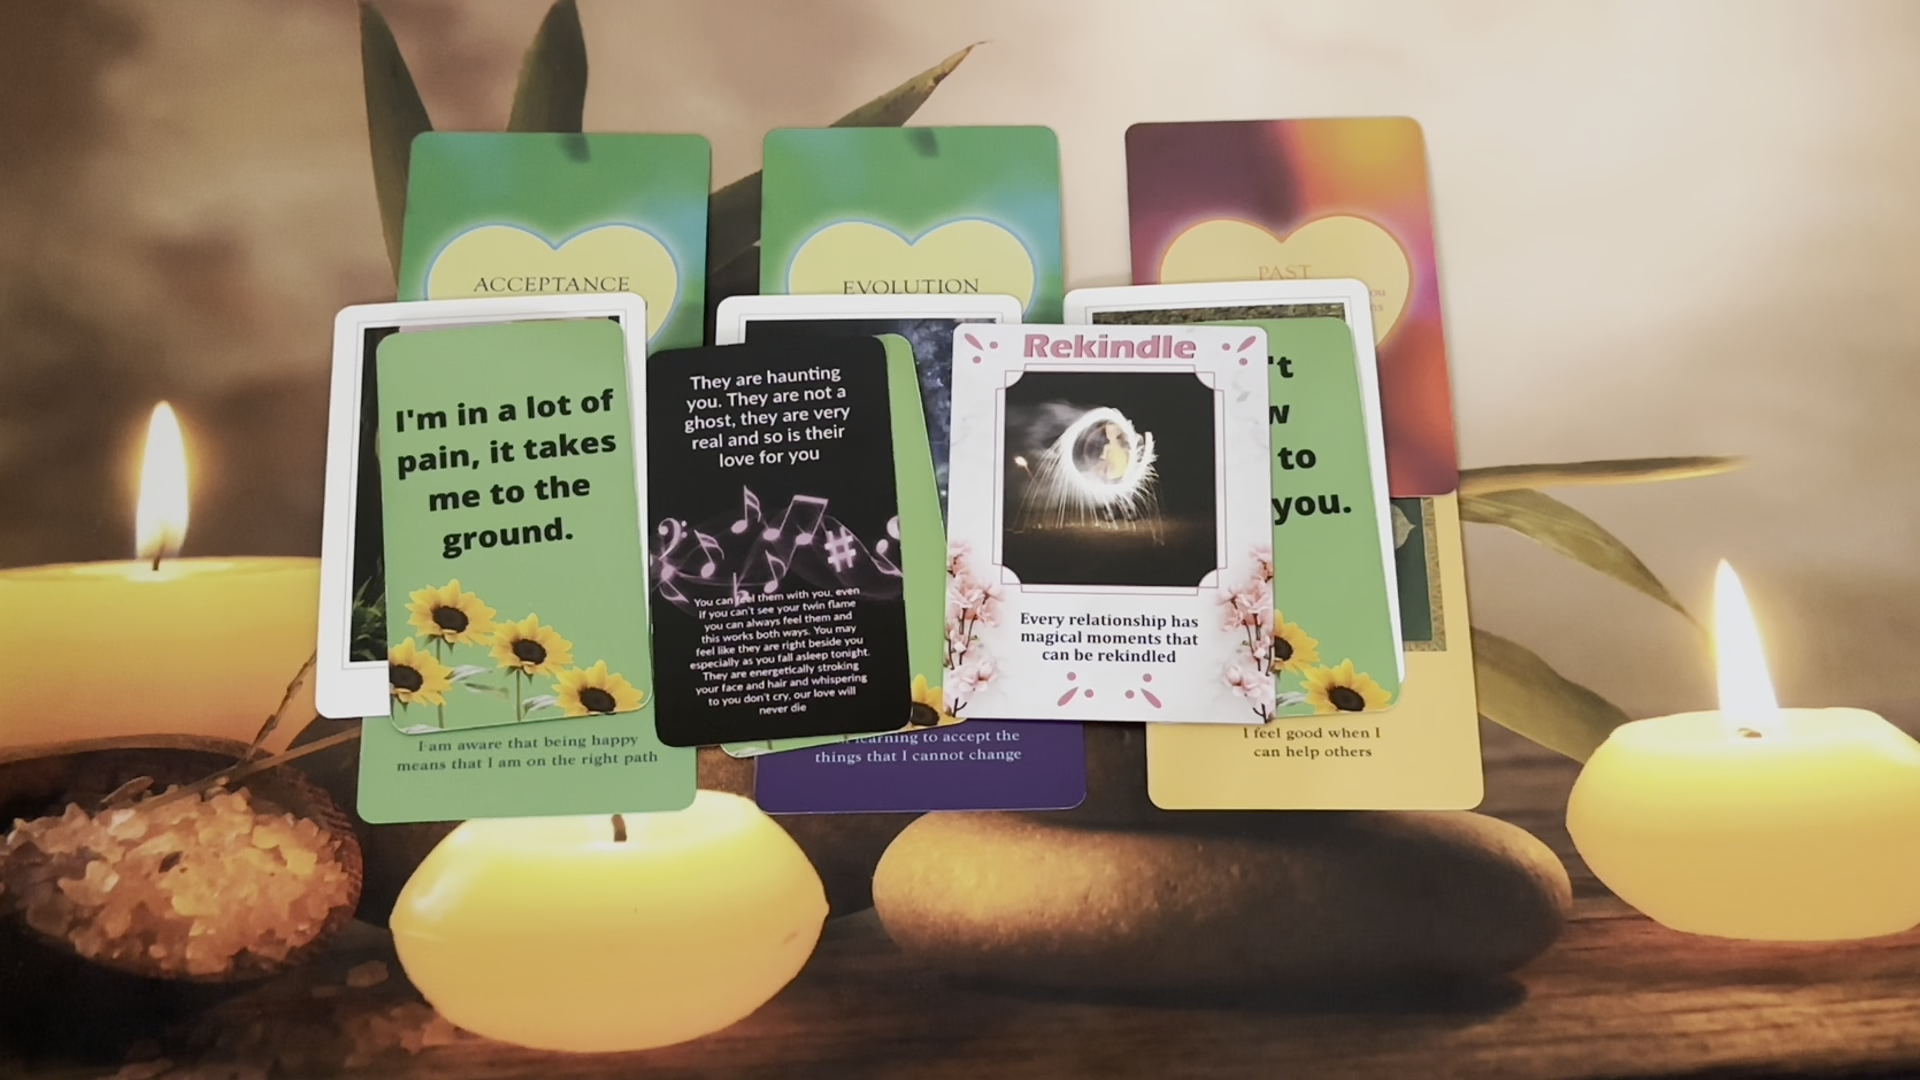 ACCEPTANCE
EVOLUTION
PAST
I'm in a lot of
pain, it takes
me to the
ground.
They are haunting
you. They are not a
ghost, they are very
real and so is their
love for you
You can feel them with you, even
if you can't see your twin flame
you can always feel them and
this works both ways. You may
feel like they are right beside you
especially as you fall asleep tonight.
They are energetically stroking
your face and hair and whispering
to you don't cry, our love will
never die
Rekindle
Every relationship has
magical moments that
can be rekindled
't
w
to
you.
I am aware that being happy
means that I am on the right path
to accept the
things that I cannot change
I feel good when I
can help others